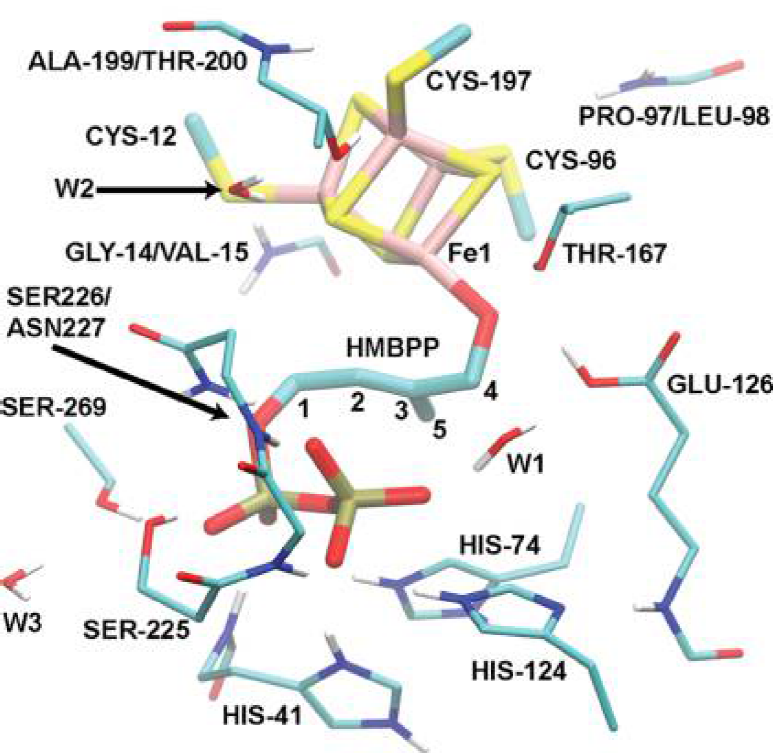 ALA-199/THR-200
CYS-197
PRO-97/LEU-98
CYS-12
CYS-96
W2
GLY-14/VAL-15
Fe1
THR-167
SER226/
ASN227
HMBPP
GLU-126
1
2
3
4
5
SER-269
W1
HIS-74
W3
SER-225
HIS-124
HIS-41